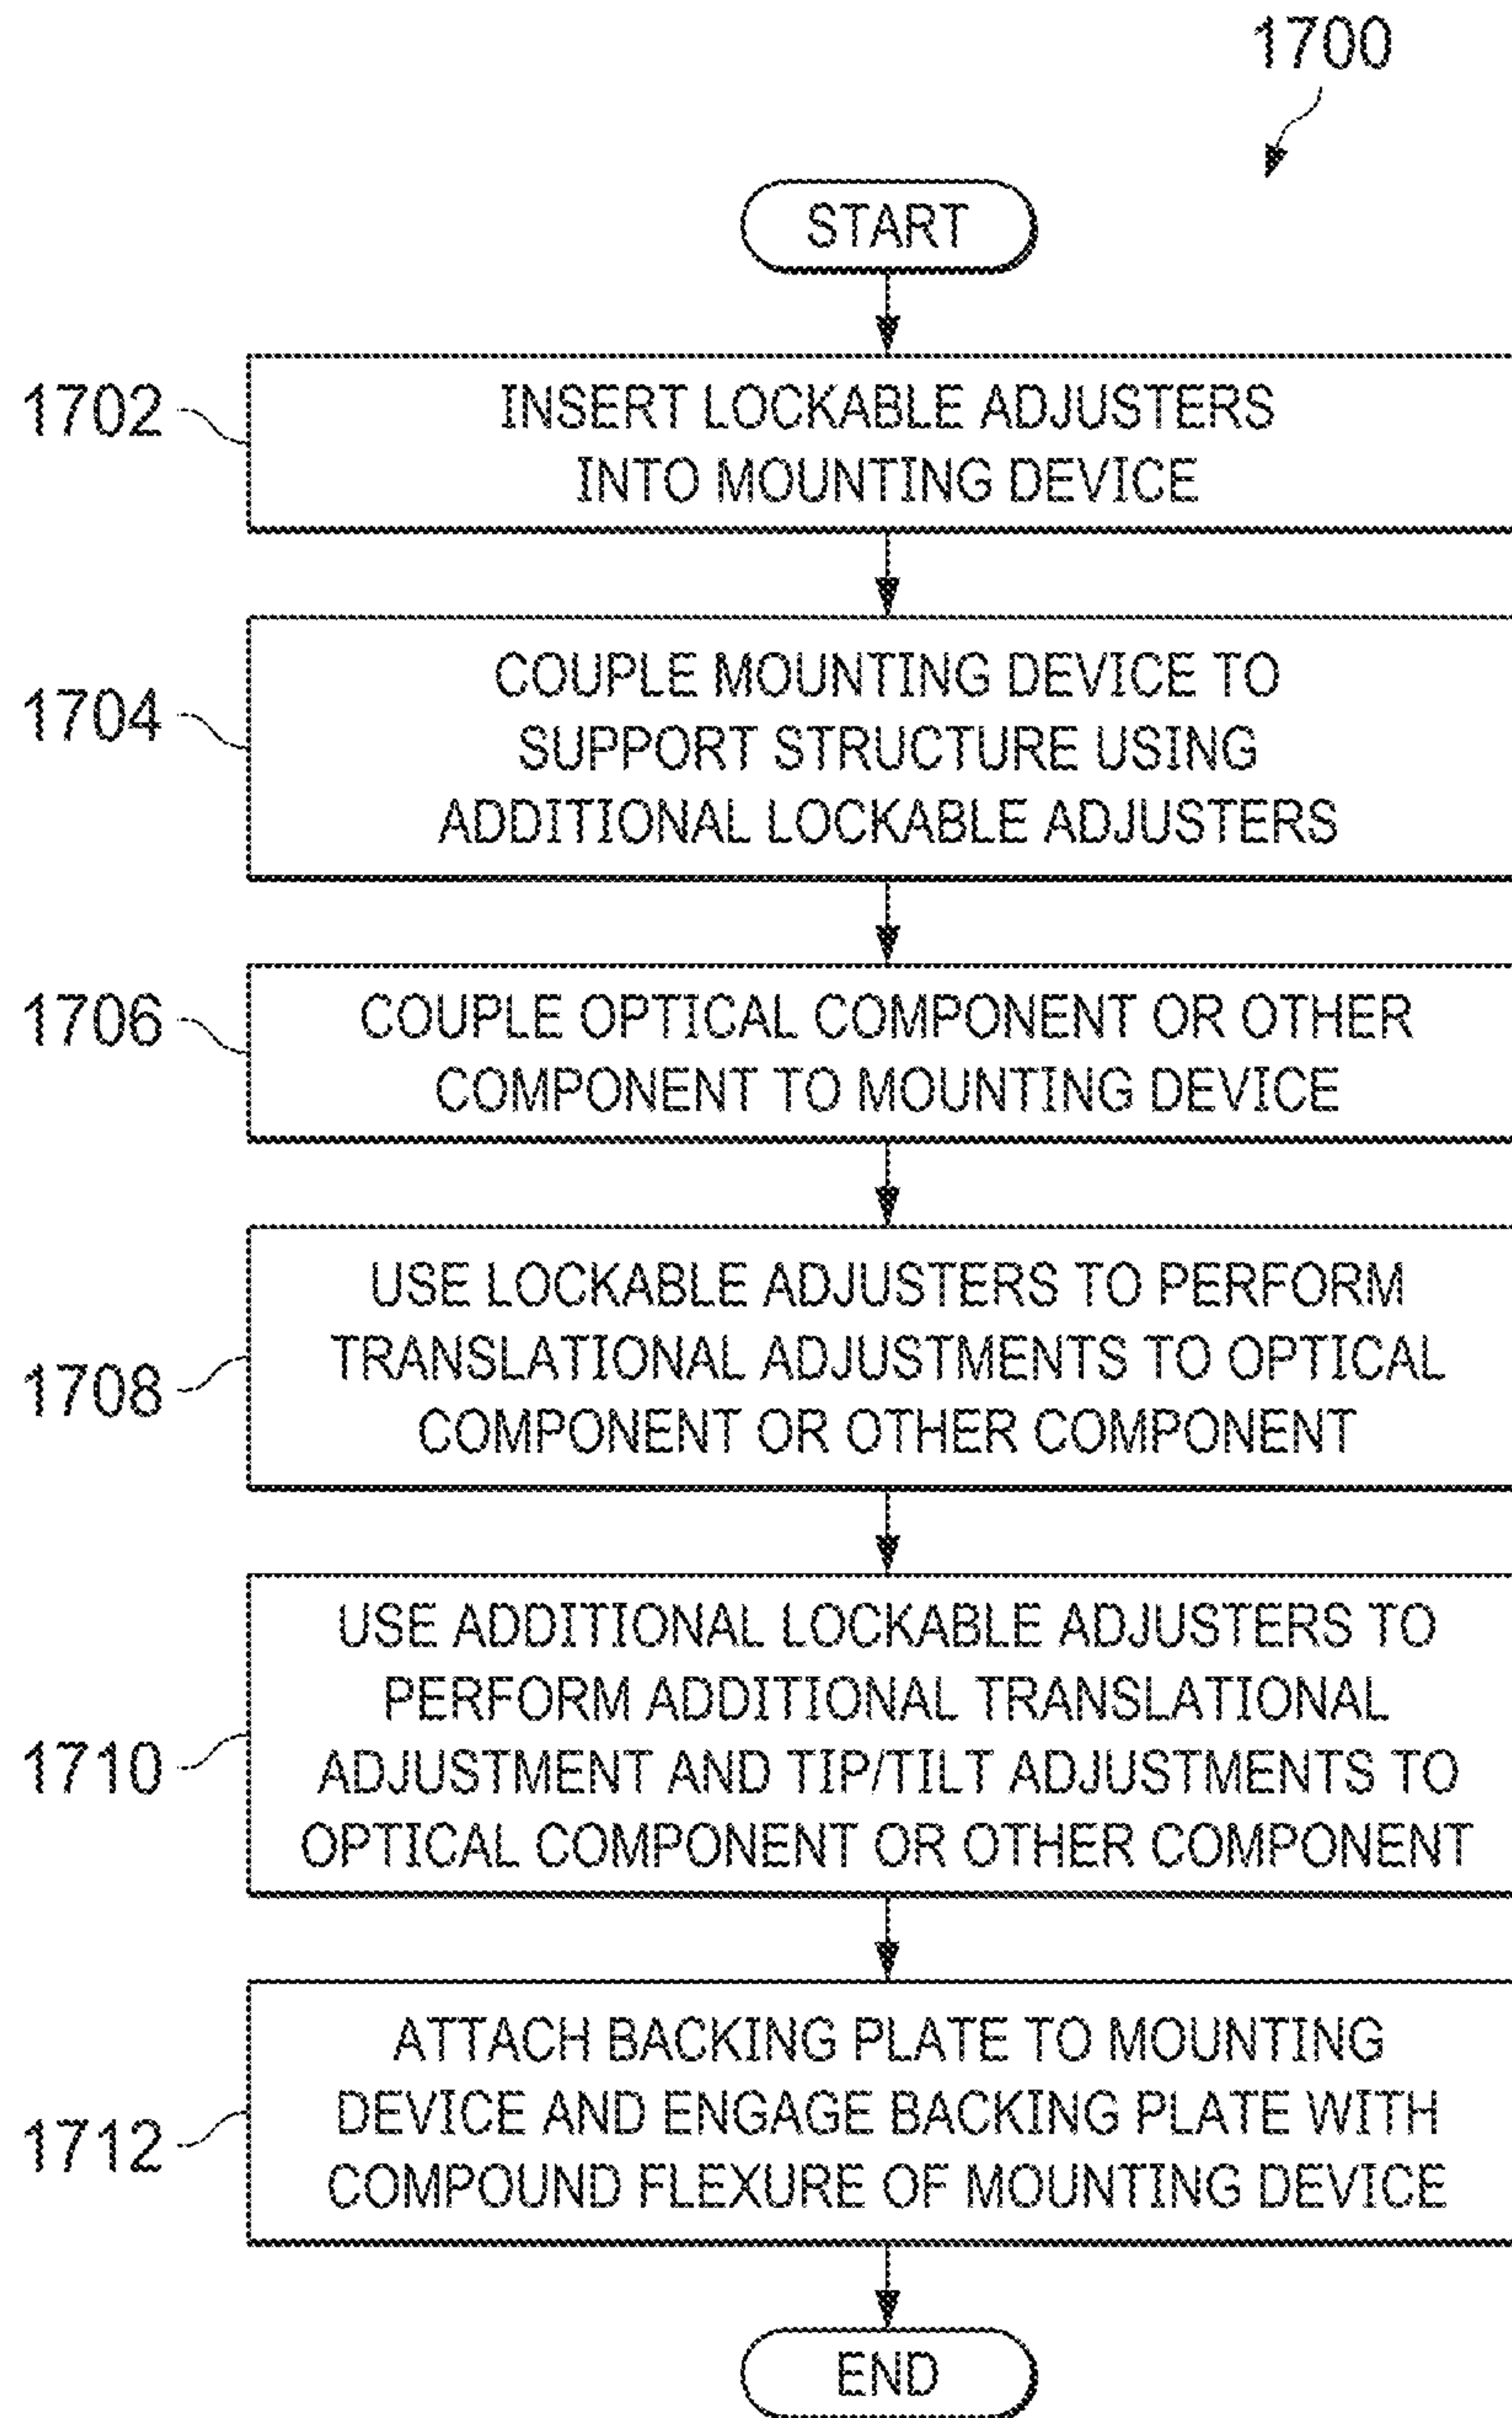 1700
START
1702
INSERT LOCKABLE ADJUSTERS
INTO MOUNTING DEVICE
1704
COUPLE MOUNTING DEVICE TO
SUPPORT STRUCTURE USING
ADDITIONAL LOCKABLE ADJUSTERS
1706
COUPLE OPTICAL COMPONENT OR OTHER
COMPONENT TO MOUNTING DEVICE
1708
USE LOCKABLE ADJUSTERS TO PERFORM
TRANSLATIONAL ADJUSTMENTS TO OPTICAL
COMPONENT OR OTHER COMPONENT
1710
USE ADDITIONAL LOCKABLE ADJUSTERS TO
PERFORM ADDITIONAL TRANSLATIONAL
ADJUSTMENT AND TIP/TILT ADJUSTMENTS TO
OPTICAL COMPONENT OR OTHER COMPONENT
1712
ATTACH BACKING PLATE TO MOUNTING
DEVICE AND ENGAGE BACKING PLATE WITH
COMPOUND FLEXURE OF MOUNTING DEVICE
END